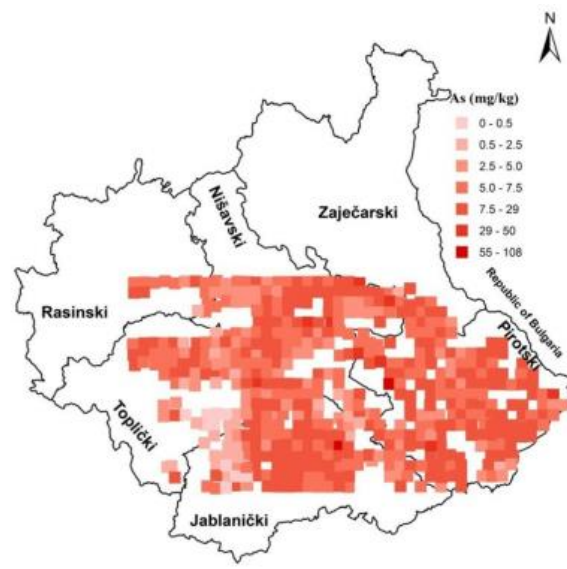 N
As (mg/kg)
0 - 0.5
0.5 - 2.5
2.5 - 5.0
5.0 - 7.5
7.5 - 29
29 - 50
55 - 108
Nišavski
Zaječarski
Republic of Bulgaria
Rasinski
Pirotski
Toplički
Jablanički